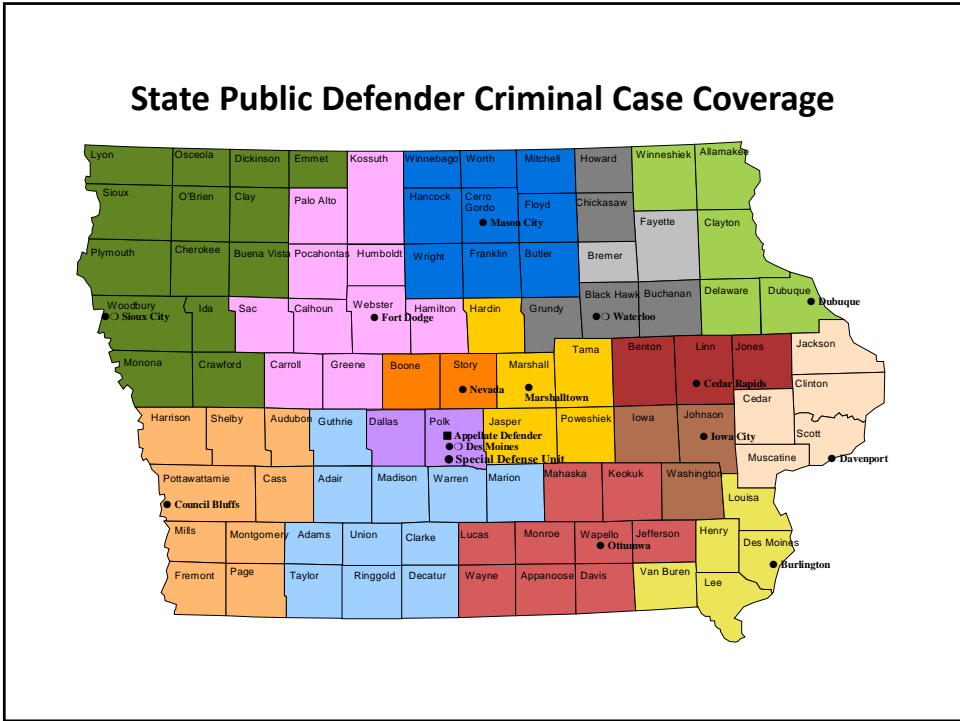 State Public Defender Criminal Case Coverage
Lyon
Osceola
Dickinson
Emmet
Kossuth
Winnebago
Worth
Mitchell
Howard
Winneshiek
Allamakee
Sioux
O'Brien
Clay
Palo Alto
Hancock
Cerro
Gordo
Floyd
Chickasaw
Mason City
Fayette
Clayton
Plymouth
Cherokee
Buena Vista
Pocahontas
Humboldt
Wright
Franklin
Butler
Bremer
Woodbury
Sioux City
Ida
Sac
Calhoun
Webster
Fort Dodge
Hamilton
Hardin
Grundy
Black Hawk
Waterloo
Buchanan
Delaware
Dubuque
Dubuque
Monona
Crawford
Carroll
Greene
Boone
Story
Nevada
Marshall
Marshalltown
Tama
Benton
Linn
Cedar Rapids
Jones
Jackson
Clinton
Harrison
Shelby
Audubon
Guthrie
Dallas
Polk
Appellate Defender
Des Moines
Special Defense Unit
Jasper
Poweshiek
Iowa
Johnson
Iowa City
Cedar
Scott
Davenport
Muscatine
Pottawattamie
Council Bluffs
Cass
Adair
Madison
Warren
Marion
Mahaska
Keokuk
Washington
Louisa
Mills
Montgomery
Adams
Union
Clarke
Lucas
Monroe
Wapello
Ottumwa
Jefferson
Henry
Des Moines
Burlington
Fremont
Page
Taylor
Ringgold
Decatur
Wayne
Appanoose
Davis
Van Buren
Lee